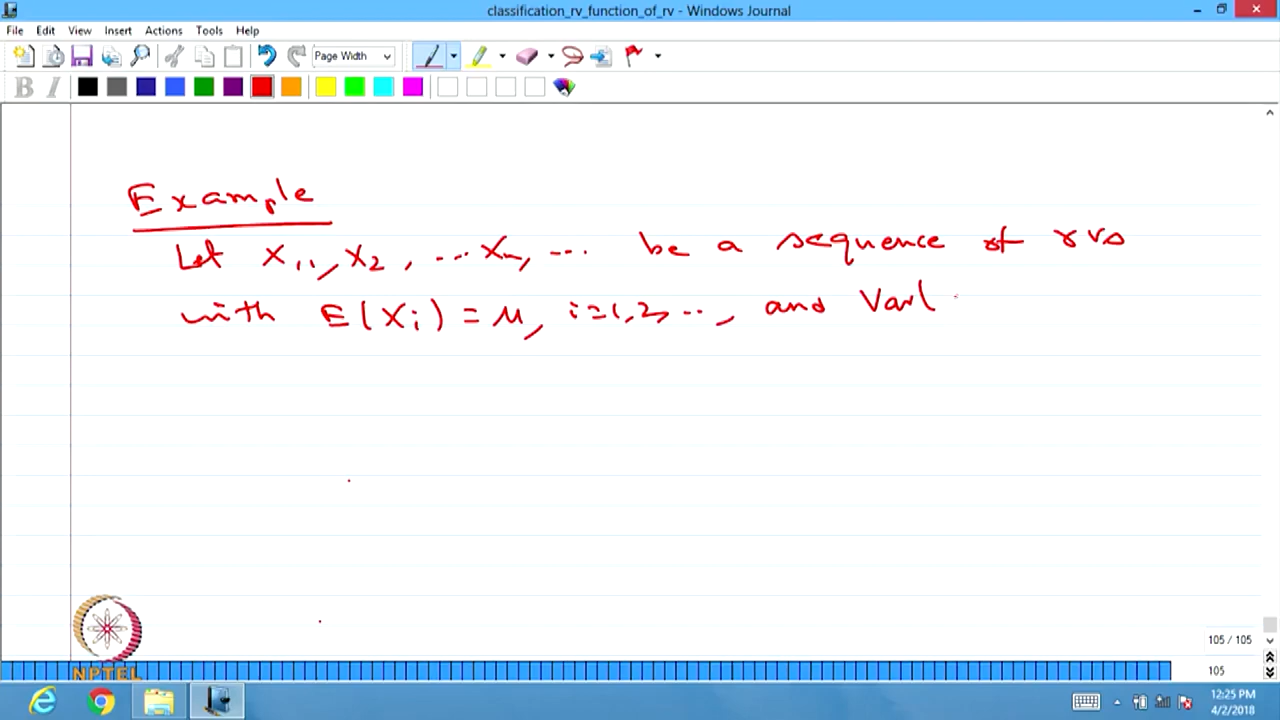 classification_rv_function_of_rv - Windows Journal
File Edit View Insert Actions Tools Help
Page Width
B I
Example
Let X1, X2, ... Xn, ... be a sequence of rvs
with E(Xi) = μ, i=1,2, ..., and Var(
NPTEL
105 / 105
105
12:25 PM
4/2/2018